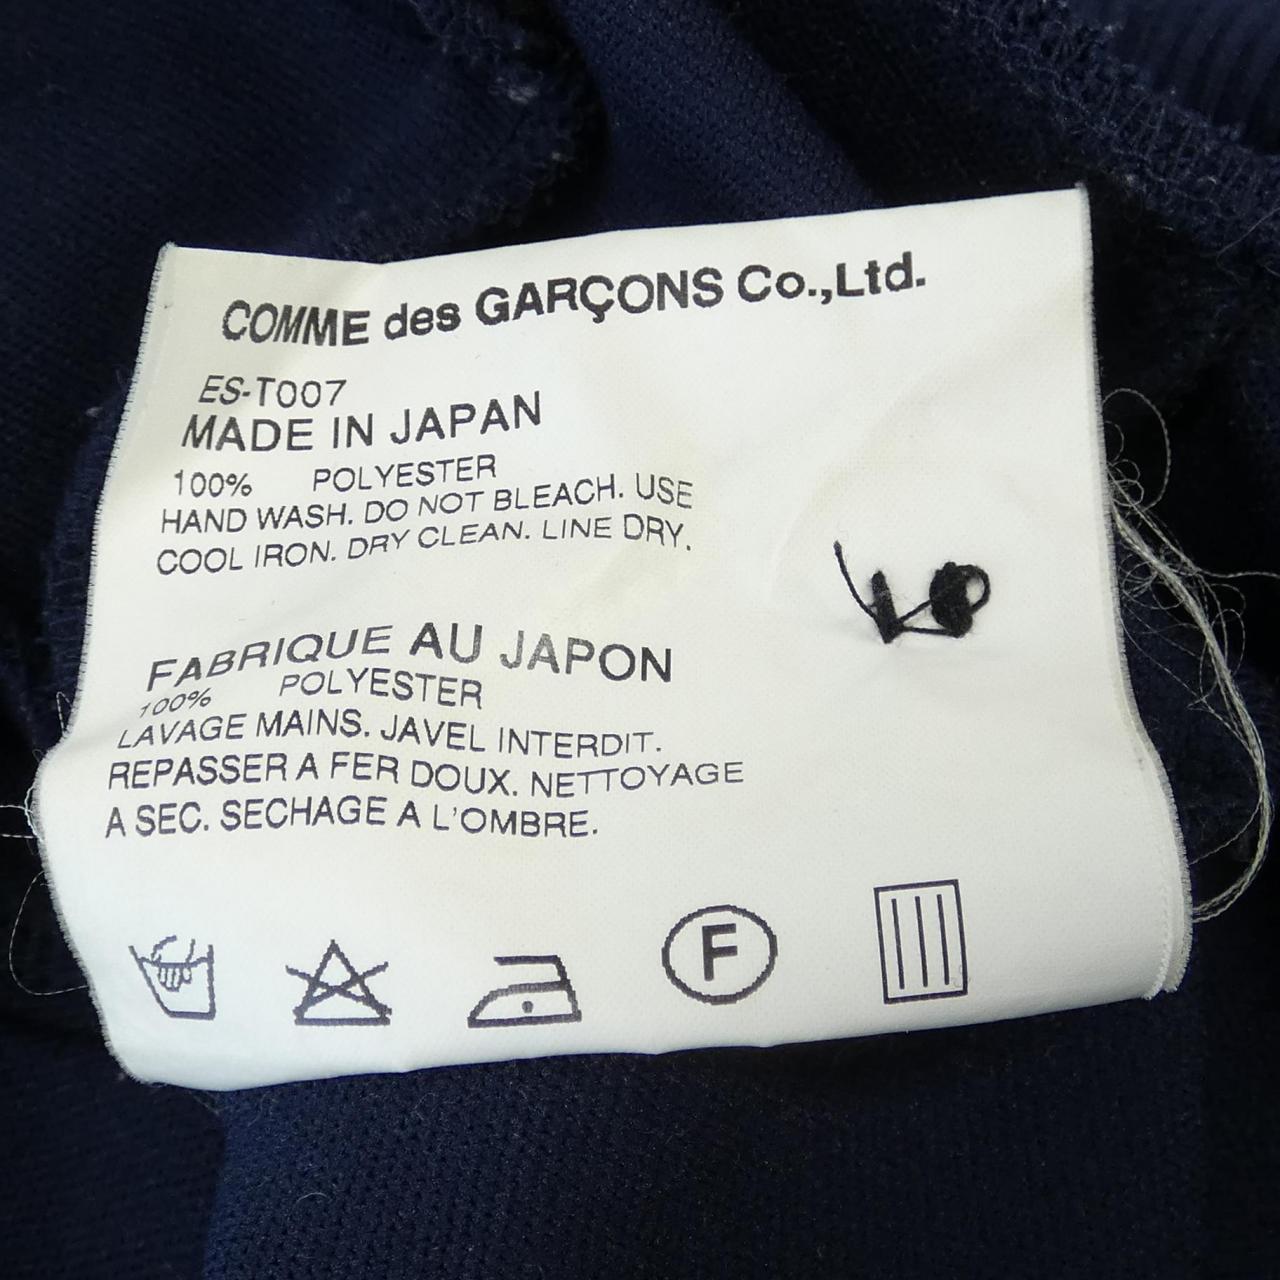 COMME des GARÇONS Co.,Ltd.
ES-T007
MADE IN JAPAN
100% POLYESTER
HAND WASH. DO NOT BLEACH. USE
COOL IRON. DRY CLEAN. LINE DRY.
FABRIQUE AU JAPON
100% POLYESTER
LAVAGE MAINS. JAVEL INTERDIT.
REPASSER A FER DOUX. NETTOYAGE
A SEC. SECHAGE A L'OMBRE.
F